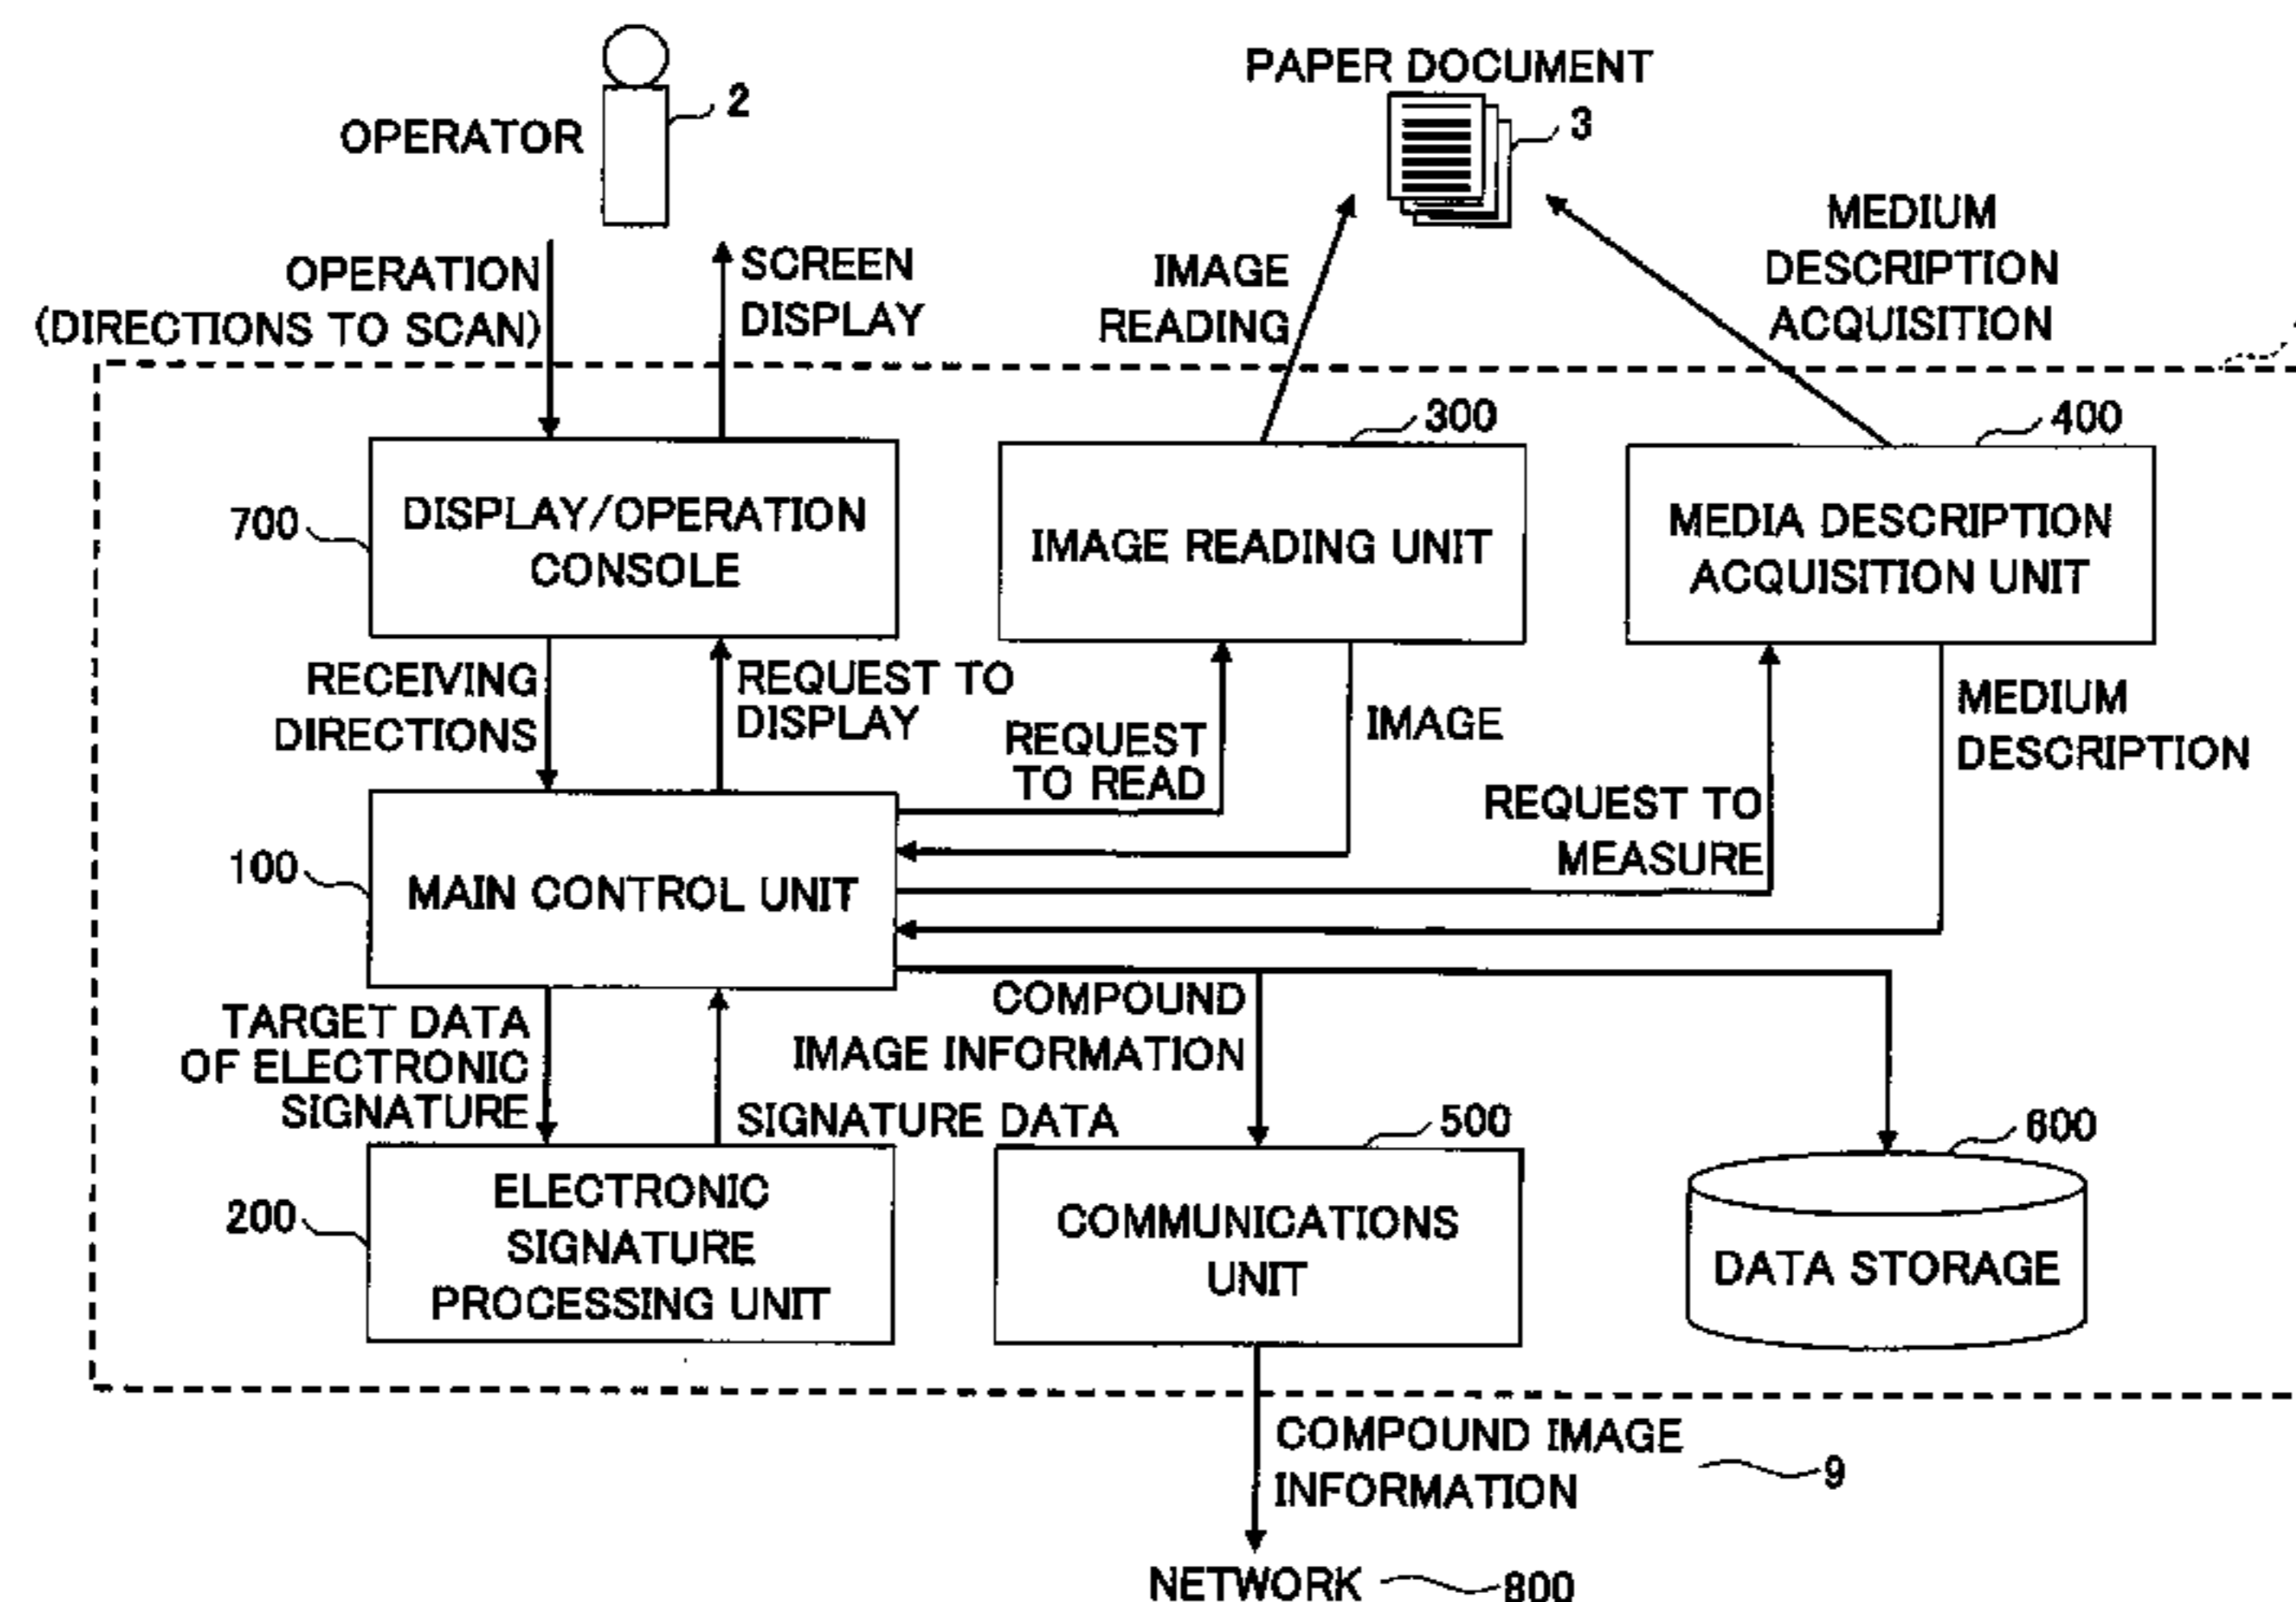 OPERATOR
2
PAPER DOCUMENT
3
OPERATION
(DIRECTIONS TO SCAN)
SCREEN
DISPLAY
IMAGE
READING
MEDIUM
DESCRIPTION
ACQUISITION
700
DISPLAY/OPERATION
CONSOLE
300
IMAGE READING UNIT
400
MEDIA DESCRIPTION
ACQUISITION UNIT
RECEIVING
DIRECTIONS
REQUEST TO
DISPLAY
REQUEST
TO READ
IMAGE
REQUEST TO
MEASURE
MEDIUM
DESCRIPTION
100
MAIN CONTROL UNIT
TARGET DATA
OF ELECTRONIC
SIGNATURE
SIGNATURE DATA
COMPOUND
IMAGE INFORMATION
200
ELECTRONIC
SIGNATURE
PROCESSING UNIT
500
COMMUNICATIONS
UNIT
600
DATA STORAGE
COMPOUND IMAGE
INFORMATION
9
NETWORK
800